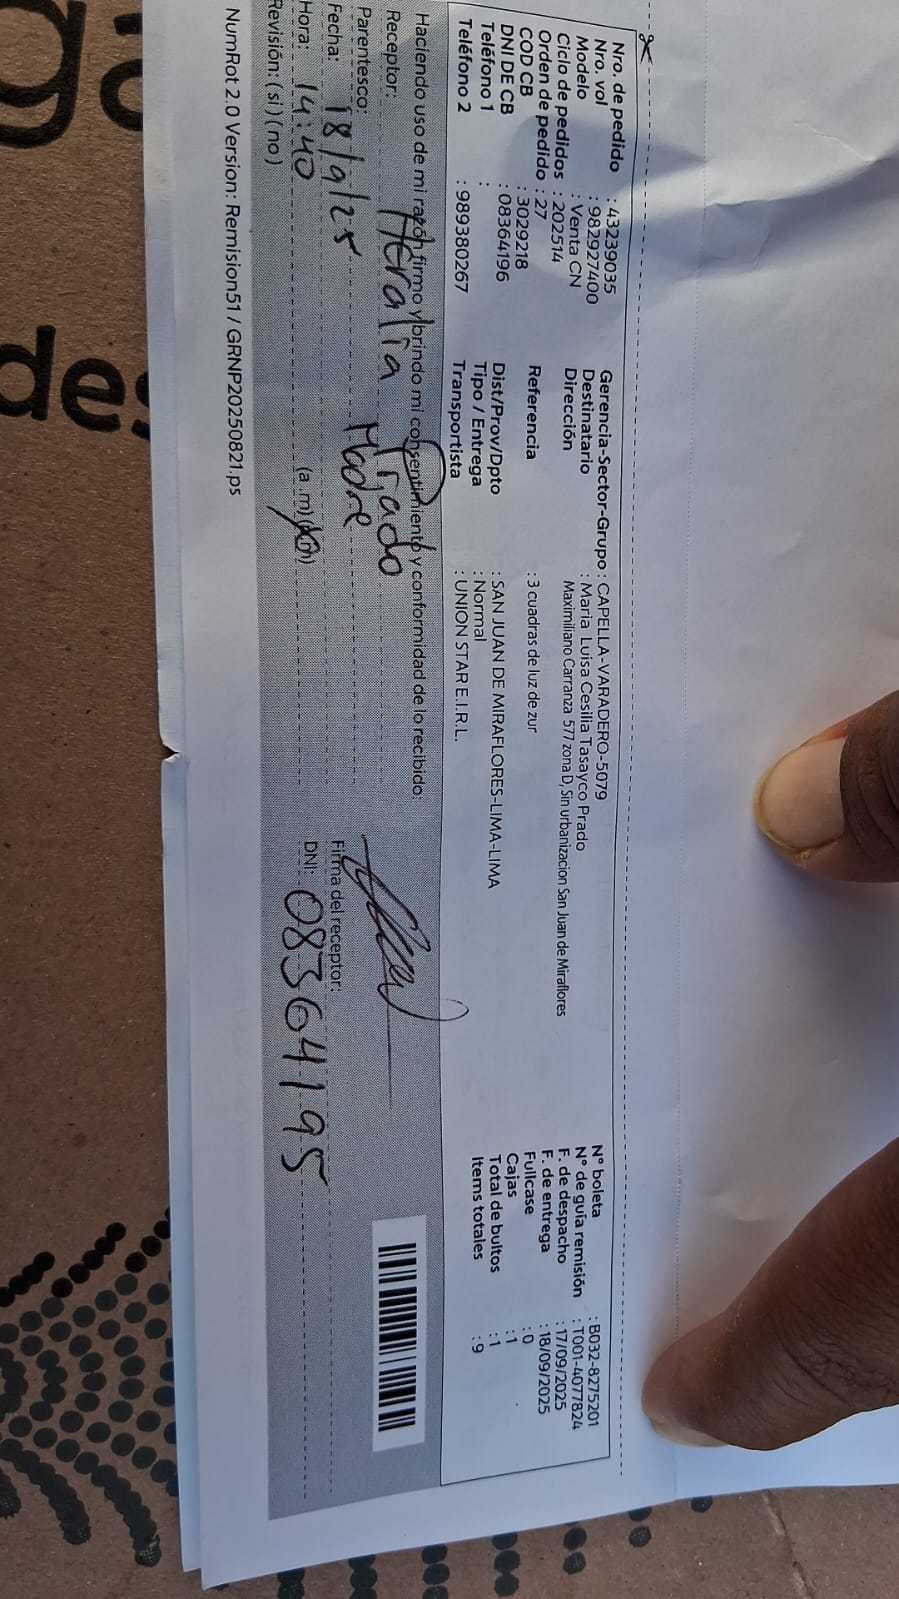 Nro. de pedido : 43239035
Nro. vol : 982927400
Modelo : Venta CN
Ciclo de pedidos : 202514
Orden de pedido : 27
COD CB : 3029218
DNI DE CB : 08364196
Teléfono 1 :
Teléfono 2 : 989380267
Gerencia-Sector-Grupo : CAPELLA-VARADERO-5079
Destinatario : Maria Luisa Cesilia Tasayco Prado
Dirección Maximiliano Carranza 577 zona D, Sin urbanizacion San Juan de Miraflores
Referencia : 3 cuadras de luz de zur
Dist/Prov/Dpto : SAN JUAN DE MIRAFLORES-LIMA-LIMA
Tipo / Entrega : Normal
Transportista : UNION STAR E.I.R.L.
N° boleta : B032-8275201
N° de guía remisión : T001-4077824
F. de despacho : 17/09/2025
F. de entrega : 18/09/2025
Fullcase : 0
Cajas : 1
Total de bultos : 1
Items totales : 9
Haciendo uso de mi razón firmo y brindo mi consentimiento y conformidad de lo recibido:
Receptor: Prado
Parentesco: Madre
Fecha: 18/9/25
Hora: 14:40 (a .m) (p.m)
Revisión: (si) (no)
Firma del receptor:
DNI: 08364195
NumRot 2.0 Version: Remision51 / GRNP20250821.ps
ga
des